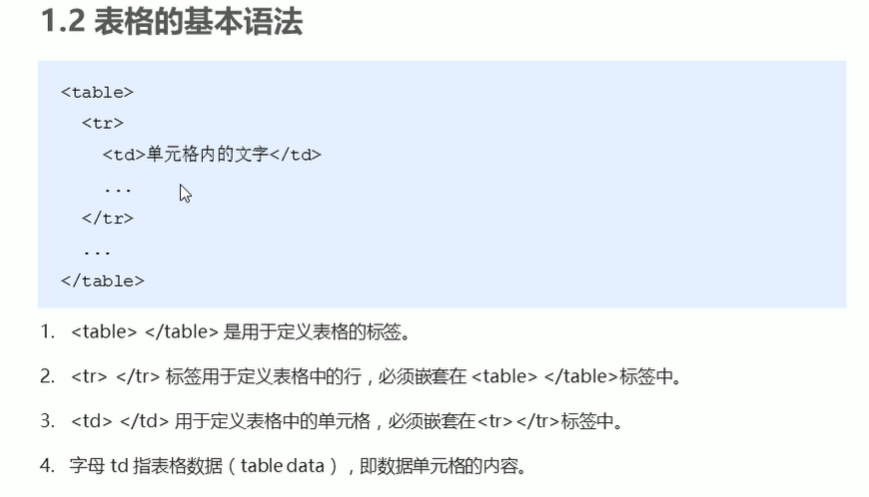 1.2 表格的基本语法
<table>
<tr>
<td>单元格内的文字</td>
...
</tr>
...
</table>
1. <table> </table> 是用于定义表格的标签。
2. <tr> </tr> 标签用于定义表格中的行，必须嵌套在 <table> </table>标签中。
3. <td> </td> 用于定义表格中的单元格，必须嵌套在<tr></tr>标签中。
4. 字母 td 指表格数据（table data），即数据单元格的内容。